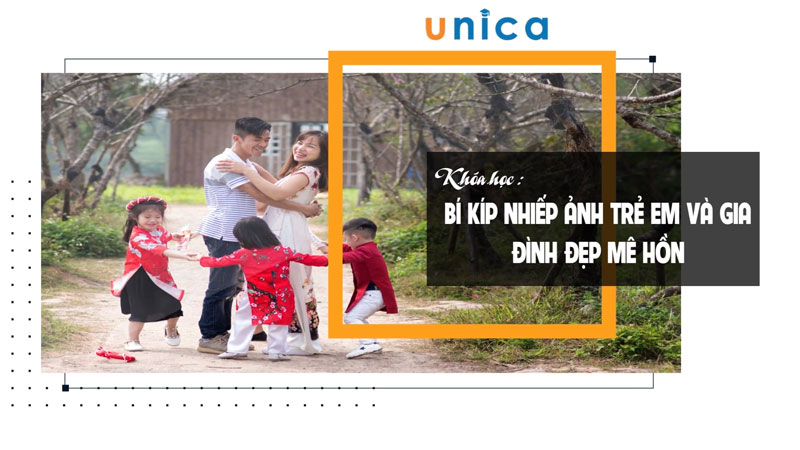 unica
Khóa học :
BÍ KÍP NHIẾP ẢNH TRẺ EM VÀ GIA
ĐÌNH ĐẸP MÊ HỒN